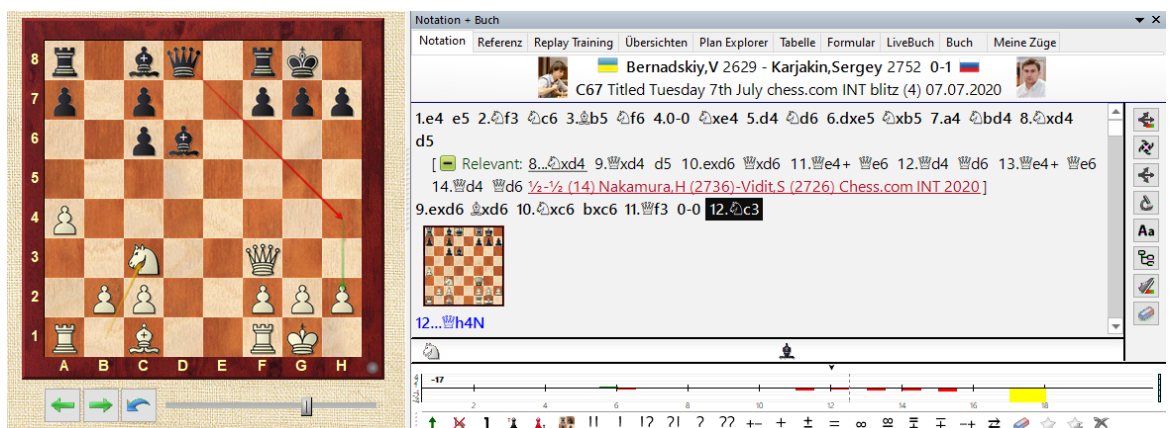 Notation + Buch
Notation Referenz Replay Training Übersichten Plan Explorer Tabelle Formular LiveBuch Buch Meine Züge
Bernadskiy,V 2629 - Karjakin,Sergey 2752 0-1
C67 Titled Tuesday 7th July chess.com INT blitz (4) 07.07.2020
1.e4 e5 2.♘f3 ♘c6 3.♗b5 ♘f6 4.0-0 ♘xe4 5.d4 ♘d6 6.dxe5 ♘xb5 7.a4 ♘bd4 8.♘xd4
d5
[ Relevant: 8...♘xd4 9.♕xd4 d5 10.exd6 ♕xd6 11.♕e4+ ♕e6 12.♕d4 ♕d6 13.♕e4+ ♕e6
14.♕d4 ♕d6 ½-½ (14) Nakamura,H (2736)-Vidit,S (2726) Chess.com INT 2020 ]
9.exd6 ♗xd6 10.♘xc6 bxc6 11.♕f3 0-0 12.♘c3
12...♕h4N
8
7
6
5
4
3
2
1
A B C D E F G H
Aa
-17
2 4 6 8 10 12 14 16 18
1 !! ! !? ?! ? ?? +- + ± = ∞ -+